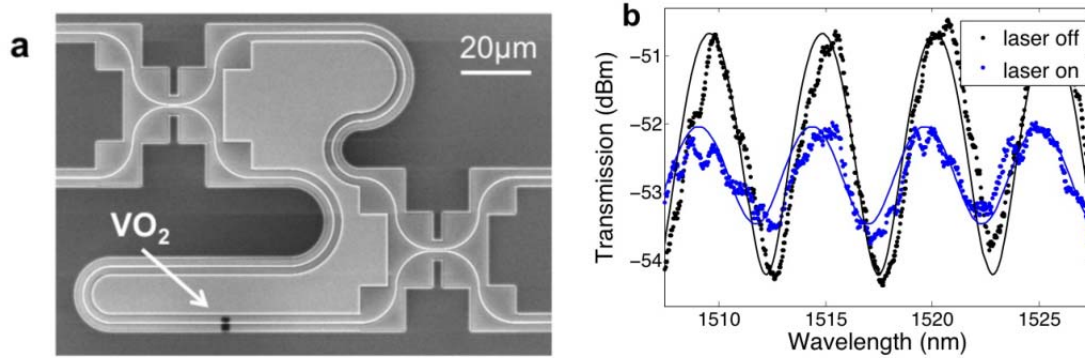 a
20μm
VO₂
b
Transmission (dBm)
−51
−52
−53
−54
laser off
laser on
1510
1515
1520
1525
Wavelength (nm)